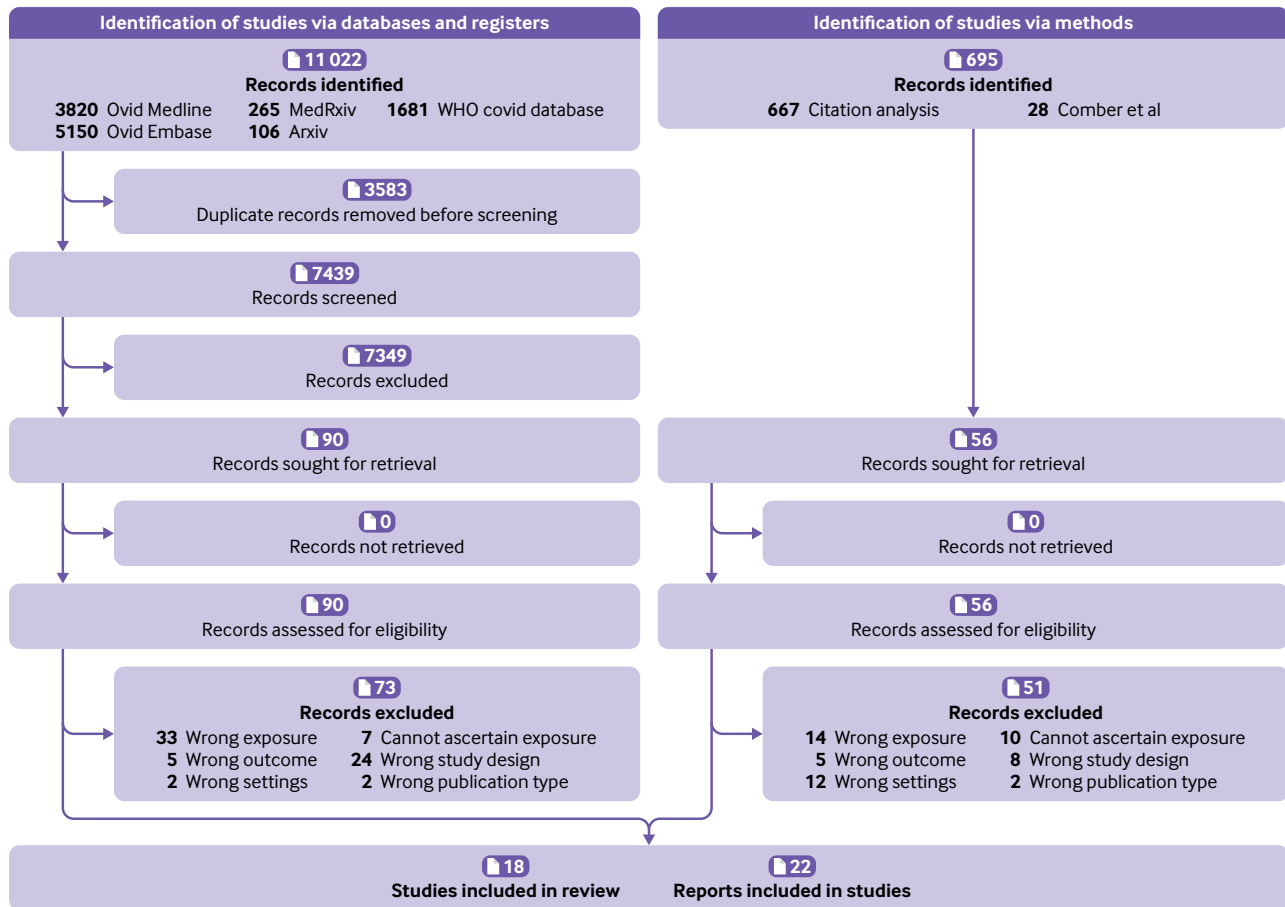 Identification of studies via databases and registers
11 022
Records identified
3820 Ovid Medline 265 MedRxiv 1681 WHO covid database
5150 Ovid Embase 106 Arxiv
3583
Duplicate records removed before screening
7439
Records screened
7349
Records excluded
90
Records sought for retrieval
0
Records not retrieved
90
Records assessed for eligibility
73
Records excluded
33 Wrong exposure 7 Cannot ascertain exposure
5 Wrong outcome 24 Wrong study design
2 Wrong settings 2 Wrong publication type
Identification of studies via methods
695
Records identified
667 Citation analysis 28 Comber et al
56
Records sought for retrieval
0
Records not retrieved
56
Records assessed for eligibility
51
Records excluded
14 Wrong exposure 10 Cannot ascertain exposure
5 Wrong outcome 8 Wrong study design
12 Wrong settings 2 Wrong publication type
18
Studies included in review
22
Reports included in studies